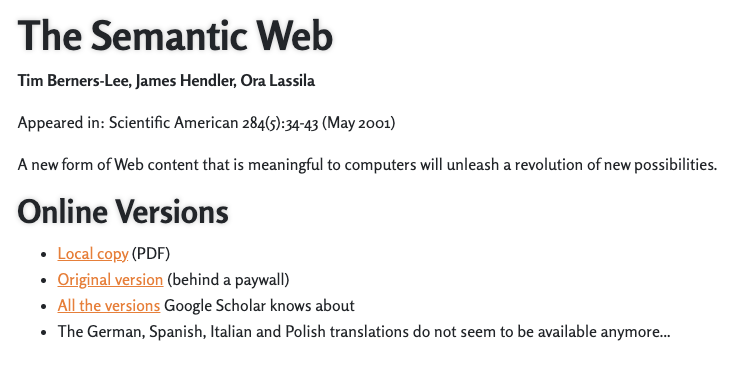 The Semantic Web
Tim Berners-Lee, James Hendler, Ora Lassila
Appeared in: Scientific American 284(5):34-43 (May 2001)
A new form of Web content that is meaningful to computers will unleash a revolution of new possibilities.
Online Versions
• Local copy (PDF)
• Original version (behind a paywall)
• All the versions Google Scholar knows about
• The German, Spanish, Italian and Polish translations do not seem to be available anymore...